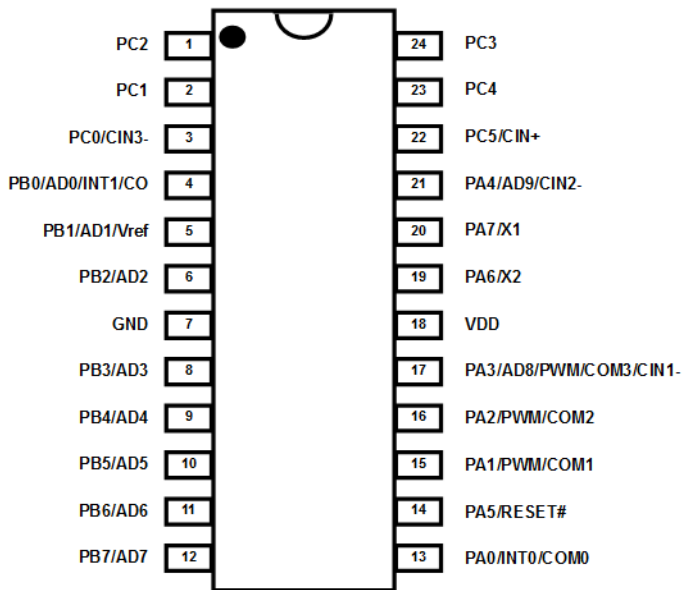 PC2 1 24 PC3
PC1 2 23 PC4
PC0/CIN3- 3 22 PC5/CIN+
PB0/AD0/INT1/CO 4 21 PA4/AD9/CIN2-
PB1/AD1/Vref 5 20 PA7/X1
PB2/AD2 6 19 PA6/X2
GND 7 18 VDD
PB3/AD3 8 17 PA3/AD8/PWM/COM3/CIN1-
PB4/AD4 9 16 PA2/PWM/COM2
PB5/AD5 10 15 PA1/PWM/COM1
PB6/AD6 11 14 PA5/RESET#
PB7/AD7 12 13 PA0/INT0/COM0